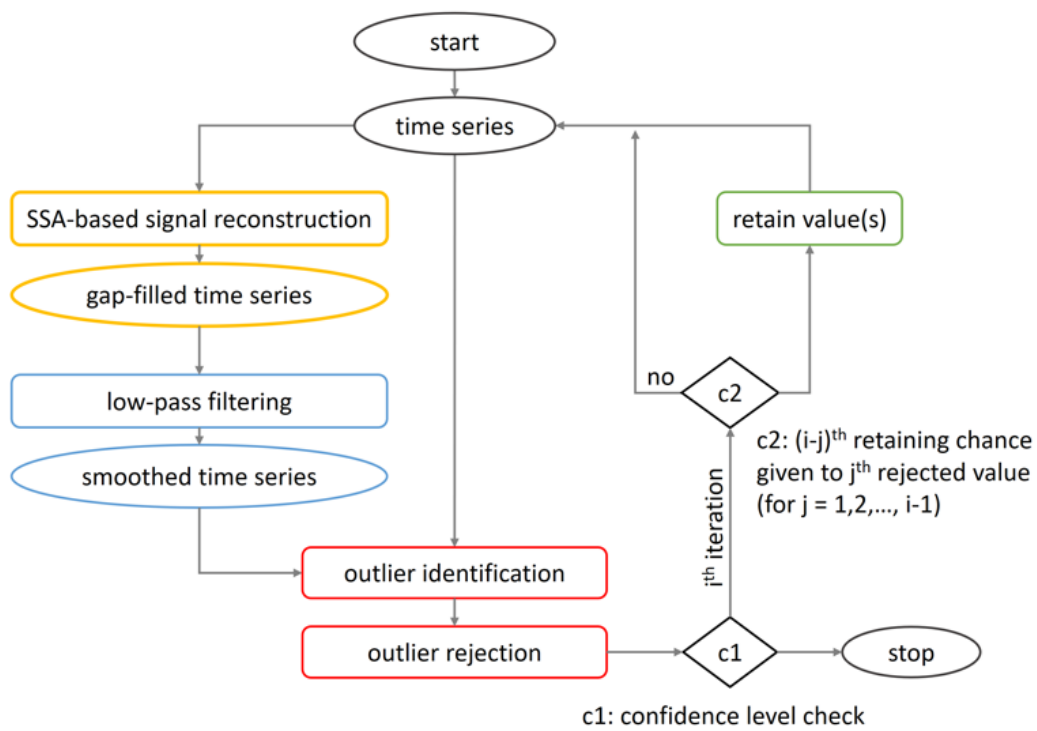 start
time series
SSA-based signal reconstruction
retain value(s)
gap-filled time series
no
c2
low-pass filtering
c2: (i-j)th retaining chance
given to jth rejected value
(for j = 1,2,..., i-1)
smoothed time series
ith iteration
outlier identification
outlier rejection
c1
stop
c1: confidence level check